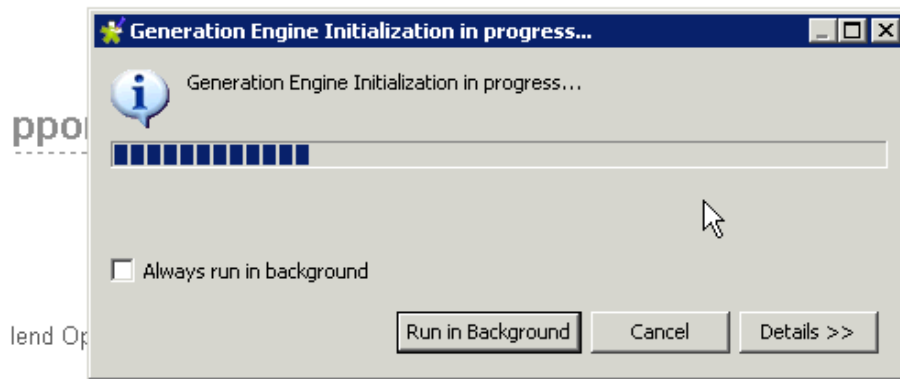 Generation Engine Initialization in progress...
Generation Engine Initialization in progress...
ppo
Always run in background
lend Op
Run in Background Cancel Details >>